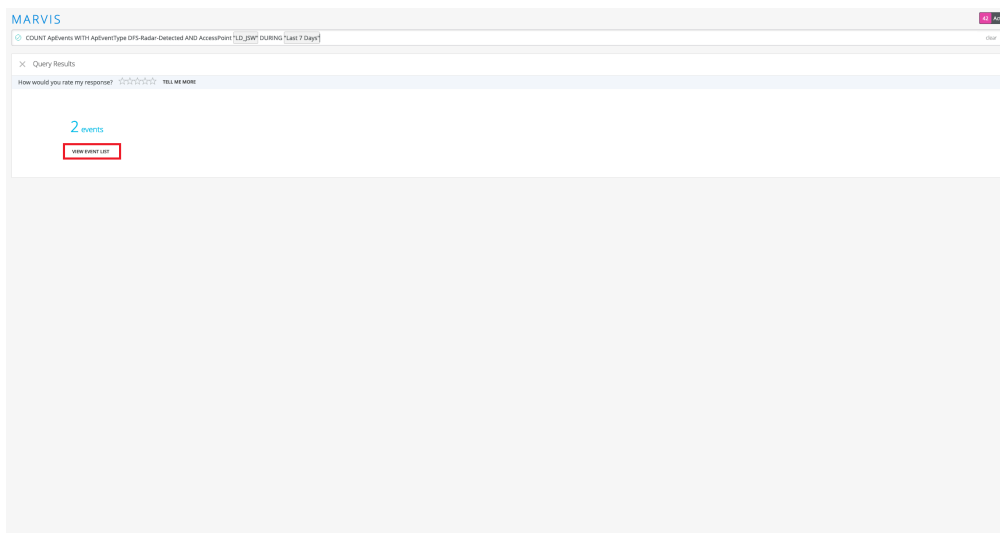 MARVIS
42
COUNT ApEvents WITH ApEventType DFS-Radar-Detected AND AccessPoint "LD_JSW" DURING "Last 7 Days"
clear
Query Results
How would you rate my response? TELL ME MORE
2 events
VIEW EVENT LIST